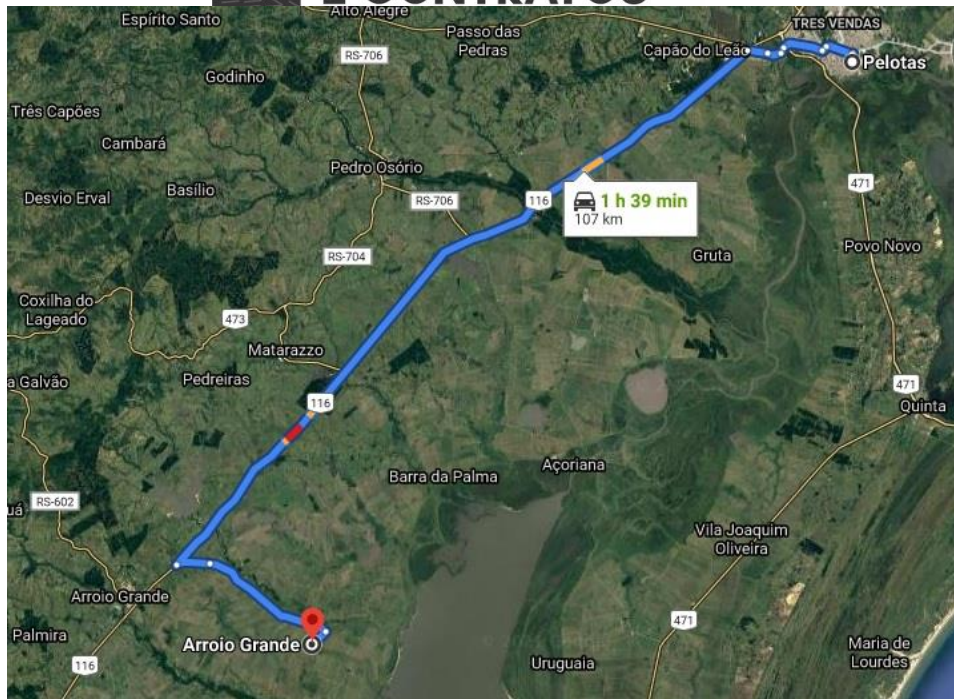 E CONTRATOS
Espírito Santo
Alto Alegre
TRES VENDAS
Passo das
Pedras
Capão do Leão
RS-706
Pelotas
Godinho
Três Capões
Cambará
Pedro Osório
Desvio Erval
Basílio
RS-706
116
1 h 39 min
107 km
471
Povo Novo
Gruta
RS-704
Coxilha do
Lageado
473
Matarazzo
a Galvão
Pedreiras
116
471
Quinta
Barra da Palma
Açoriana
RS-602
uá
Vila Joaquim
Oliveira
Arroio Grande
Palmira
Arroio Grande
471
116
Uruguaia
Maria de
Lourdes